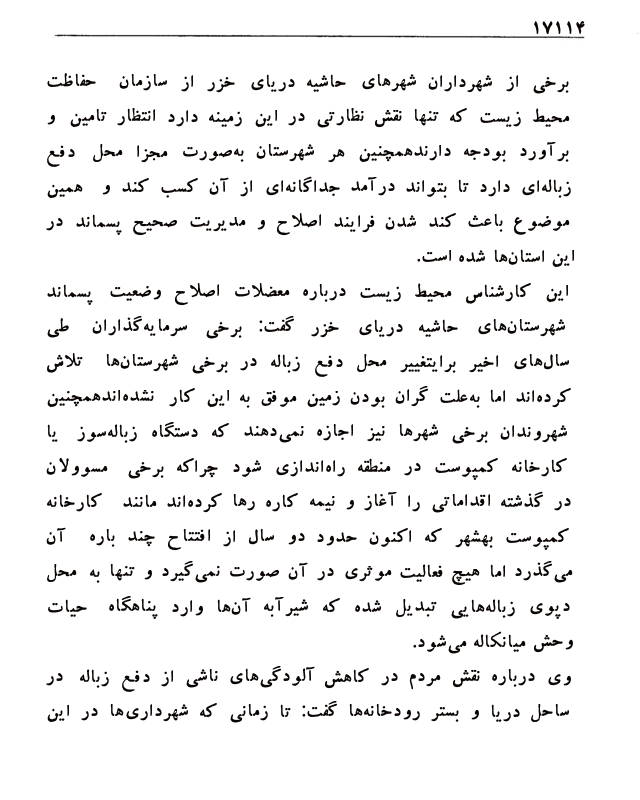 ۱۷۱۱۴
برخی از شهرداران شهرهای حاشیه دریای خزر از سازمان حفاظت
محیط زیست که تنها نقش نظارتی در این زمینه دارد انتظار تامین و
برآورد بودجه دارندهمچنین هر شهرستان به‌صورت مجزا محل دفع
زباله‌ای دارد تا بتواند درآمد جداگانه‌ای از آن کسب کند و همین
موضوع باعث کند شدن فرایند اصلاح و مدیریت صحیح پسماند در
این استان‌ها شده است.
این کارشناس محیط زیست درباره معضلات اصلاح وضعیت پسماند
شهرستان‌های حاشیه دریای خزر گفت: برخی سرمایه‌گذاران طی
سال‌های اخیر برایتغییر محل دفع زباله در برخی شهرستان‌ها تلاش
کرده‌اند اما به‌علت گران بودن زمین موفق به این کار نشده‌اندهمچنین
شهروندان برخی شهرها نیز اجازه نمی‌دهند که دستگاه زباله‌سوز یا
کارخانه کمپوست در منطقه راه‌اندازی شود چراکه برخی مسوولان
در گذشته اقداماتی را آغاز و نیمه کاره رها کرده‌اند مانند کارخانه
کمپوست بهشهر که اکنون حدود دو سال از افتتاح چند باره آن
می‌گذرد اما هیچ فعالیت موثری در آن صورت نمی‌گیرد و تنها به محل
دپوی زباله‌هایی تبدیل شده که شیرآبه آن‌ها وارد پناهگاه حیات
وحش میانکاله می‌شود.
وی درباره نقش مردم در کاهش آلودگی‌های ناشی از دفع زباله در
ساحل دریا و بستر رودخانه‌ها گفت: تا زمانی که شهرداری‌ها در این